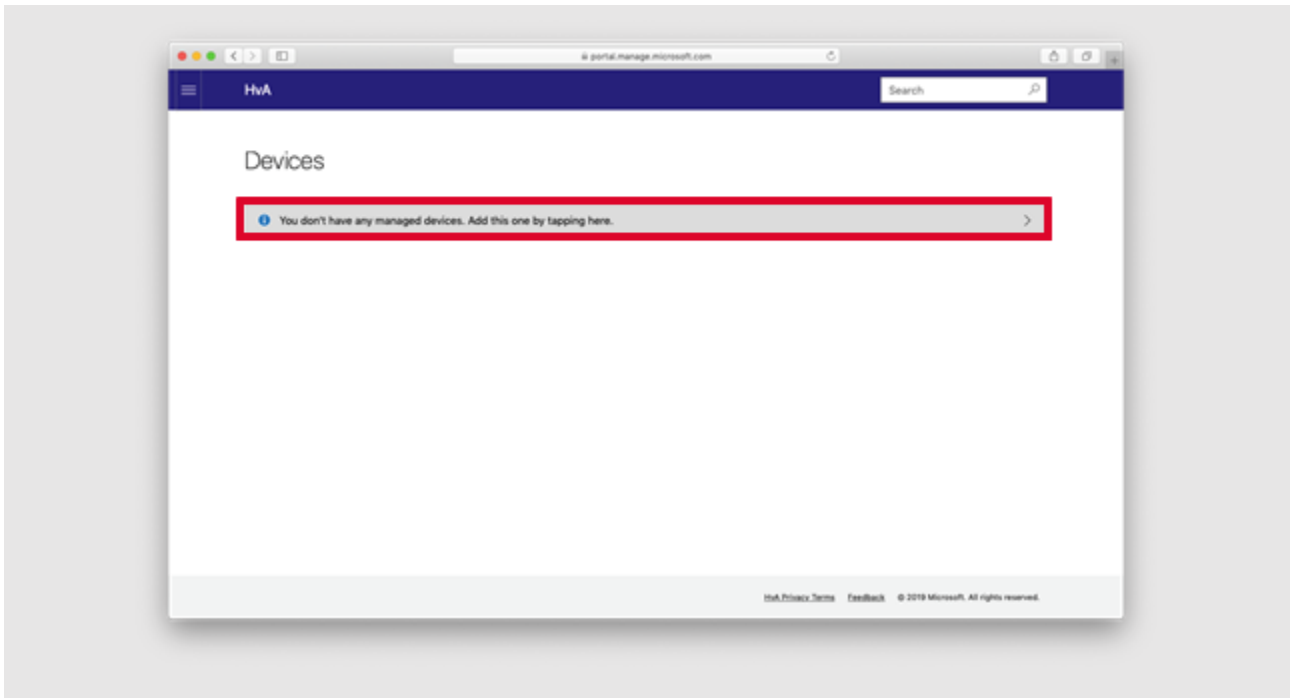 portal.manage.microsoft.com
HvA
Search
Devices
You don't have any managed devices. Add this one by tapping here.
HvA Privacy Terms Feedback © 2019 Microsoft. All rights reserved.